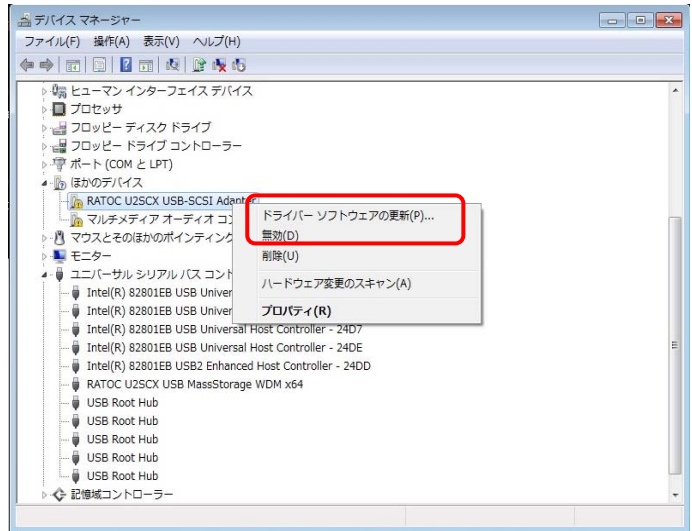 デバイス マネージャー
ファイル(F) 操作(A) 表示(V) ヘルプ(H)
ヒューマン インターフェイス デバイス
プロセッサ
フロッピー ディスク ドライブ
フロッピー ドライブ コントローラー
ポート (COM と LPT)
ほかのデバイス
RATOC U2SCX USB-SCSI Adapter
マルチメディア オーディオ コン
マウスとそのほかのポインティング
モニター
ユニバーサル シリアル バス コント
Intel(R) 82801EB USB Univer
Intel(R) 82801EB USB Univer
Intel(R) 82801EB USB Universal Host Controller - 24D7
Intel(R) 82801EB USB Universal Host Controller - 24DE
Intel(R) 82801EB USB2 Enhanced Host Controller - 24DD
RATOC U2SCX USB MassStorage WDM x64
USB Root Hub
USB Root Hub
USB Root Hub
USB Root Hub
USB Root Hub
記憶域コントローラー
ドライバー ソフトウェアの更新(P)...
無効(D)
削除(U)
ハードウェア変更のスキャン(A)
プロパティ(R)